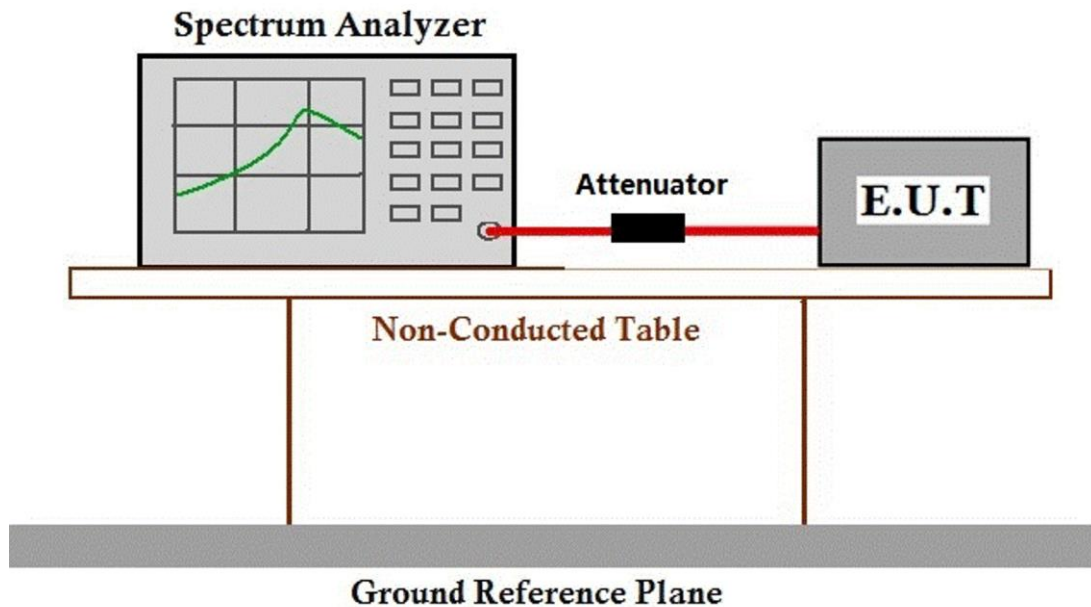 Spectrum Analyzer
Attenuator
E.U.T
Non-Conducted Table
Ground Reference Plane